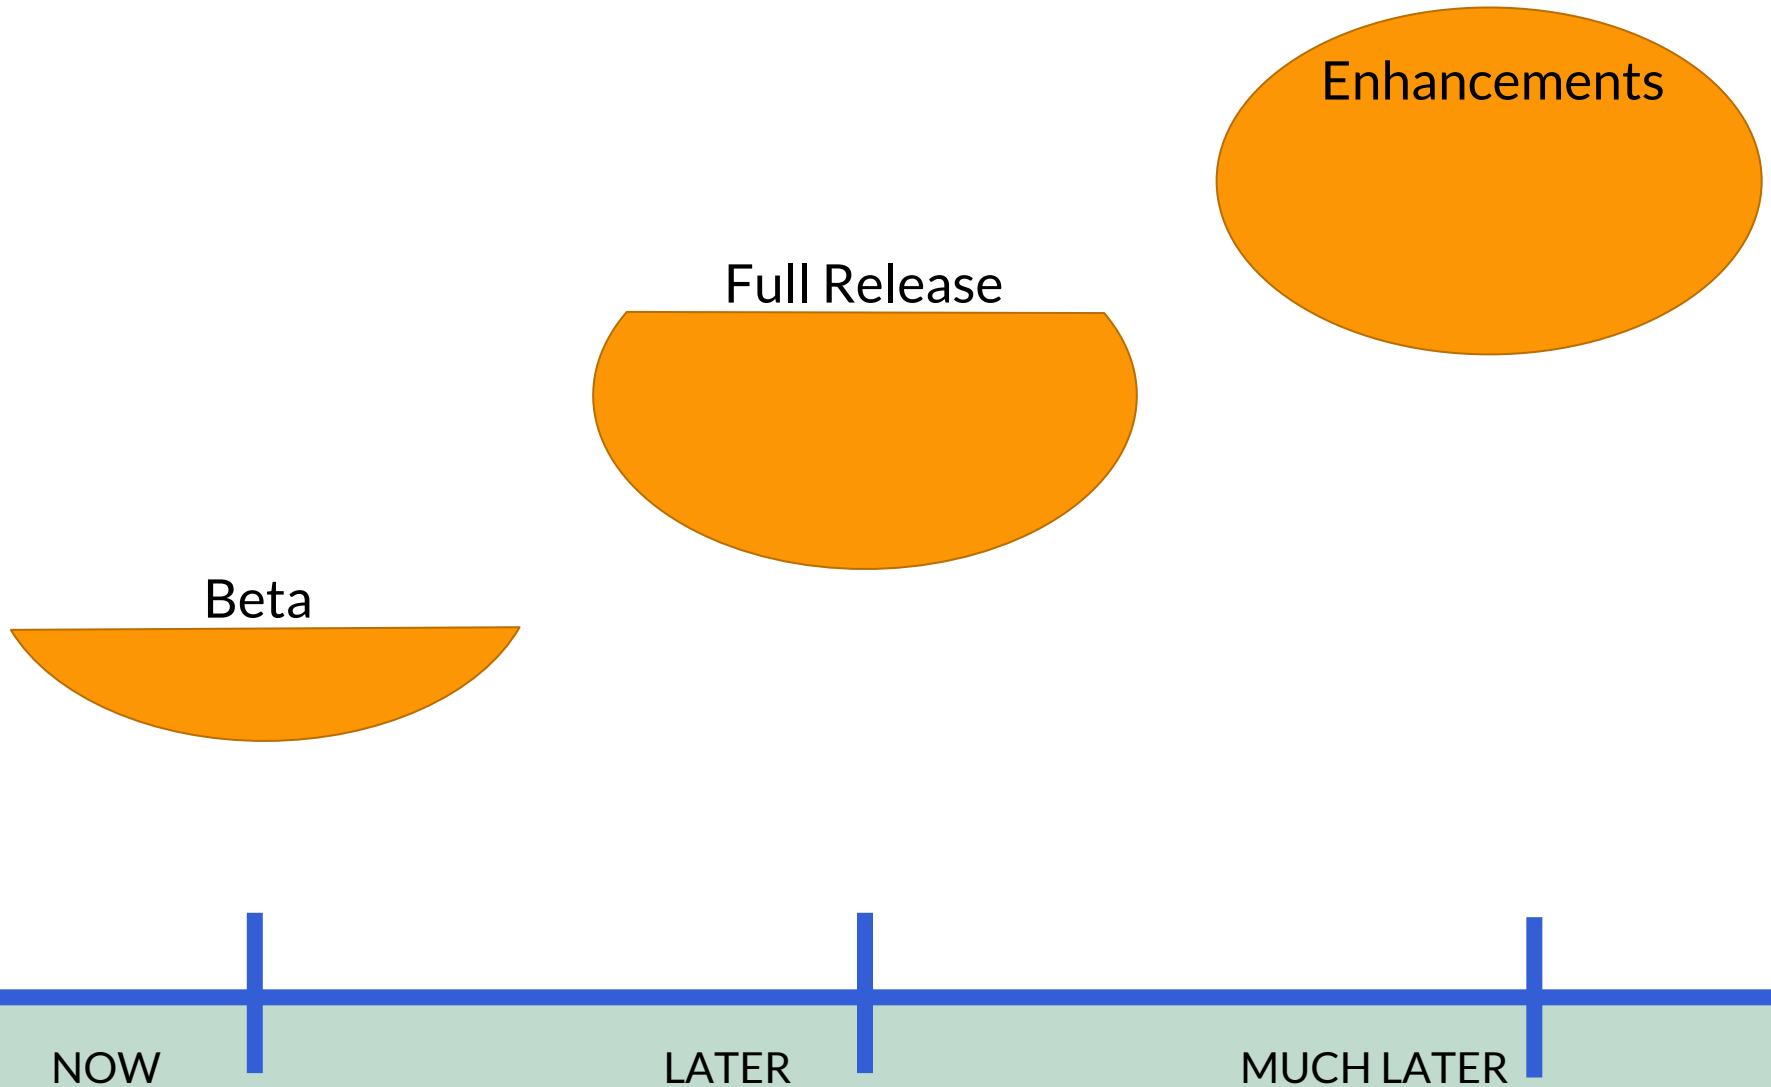 Enhancements
Full Release
Beta
NOW
LATER
MUCH LATER